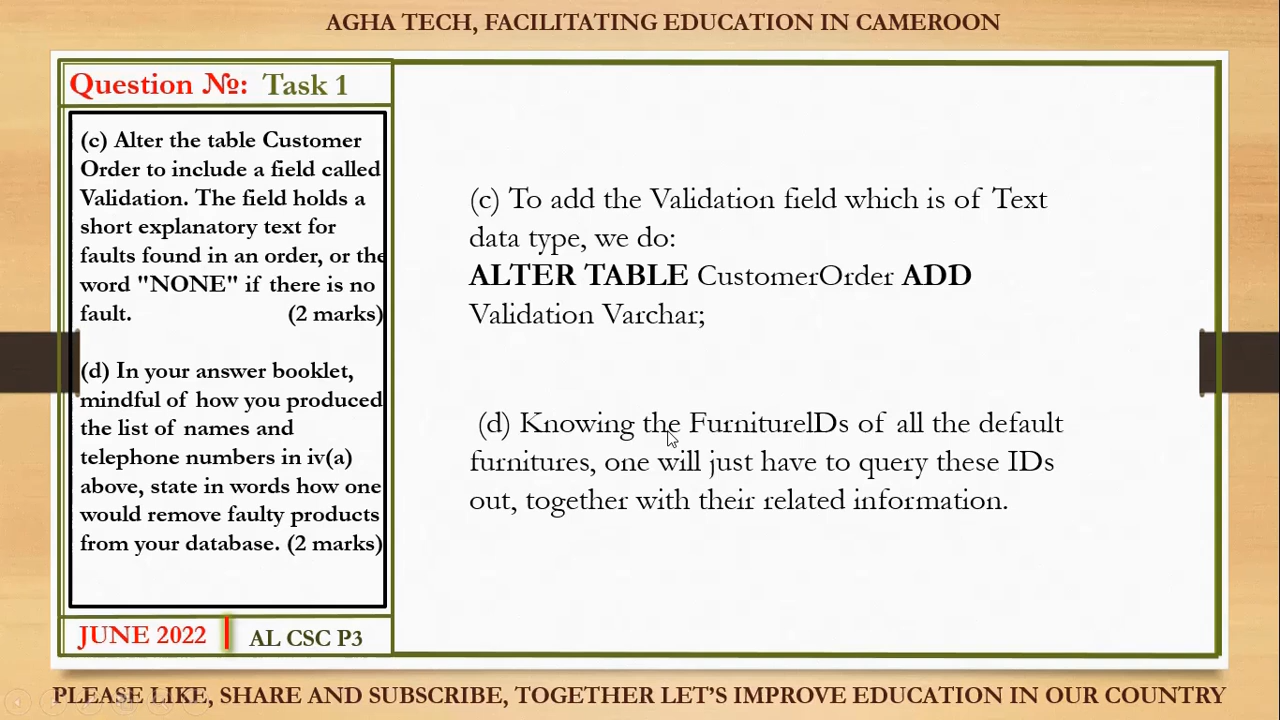 AGHA TECH, FACILITATING EDUCATION IN CAMEROON
Question №: Task 1
(c) Alter the table Customer
Order to include a field called
Validation. The field holds a
short explanatory text for
faults found in an order, or the
word "NONE" if there is no
fault. (2 marks)
(d) In your answer booklet,
mindful of how you produced
the list of names and
telephone numbers in iv(a)
above, state in words how one
would remove faulty products
from your database. (2 marks)
JUNE 2022 AL CSC P3
(c) To add the Validation field which is of Text
data type, we do:
ALTER TABLE CustomerOrder ADD
Validation Varchar;
(d) Knowing the FurniturelDs of all the default
furnitures, one will just have to query these IDs
out, together with their related information.
PLEASE LIKE, SHARE AND SUBSCRIBE, TOGETHER LET'S IMPROVE EDUCATION IN OUR COUNTRY